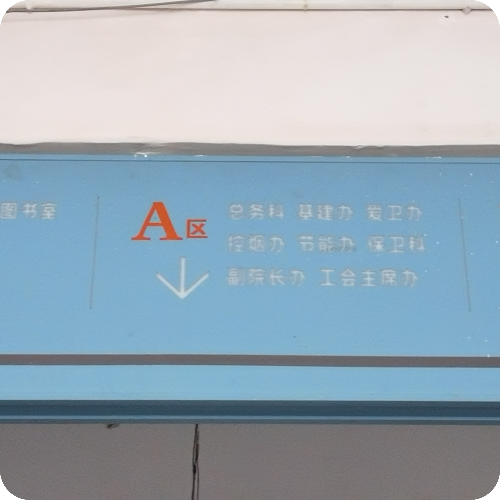 图书室
A区
总务科 基建办 爱卫办
控烟办 节能办 保卫科
副院长办 工会主席办